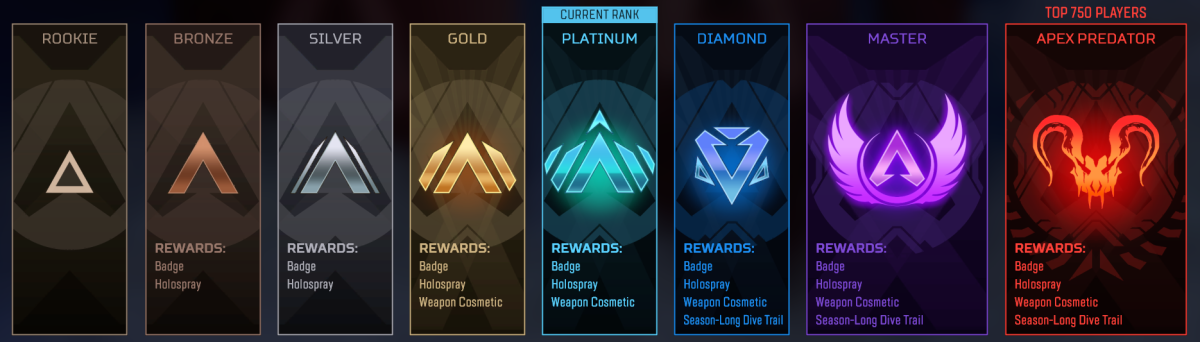 ROOKIE
BRONZE
REWARDS:
Badge
Holospray
SILVER
REWARDS:
Badge
Holospray
GOLD
REWARDS:
Badge
Holospray
Weapon Cosmetic
CURRENT RANK
PLATINUM
REWARDS:
Badge
Holospray
Weapon Cosmetic
DIAMOND
REWARDS:
Badge
Holospray
Weapon Cosmetic
Season-Long Dive Trail
MASTER
REWARDS:
Badge
Holospray
Weapon Cosmetic
Season-Long Dive Trail
TOP 750 PLAYERS
APEX PREDATOR
REWARDS:
Badge
Holospray
Weapon Cosmetic
Season-Long Dive Trail